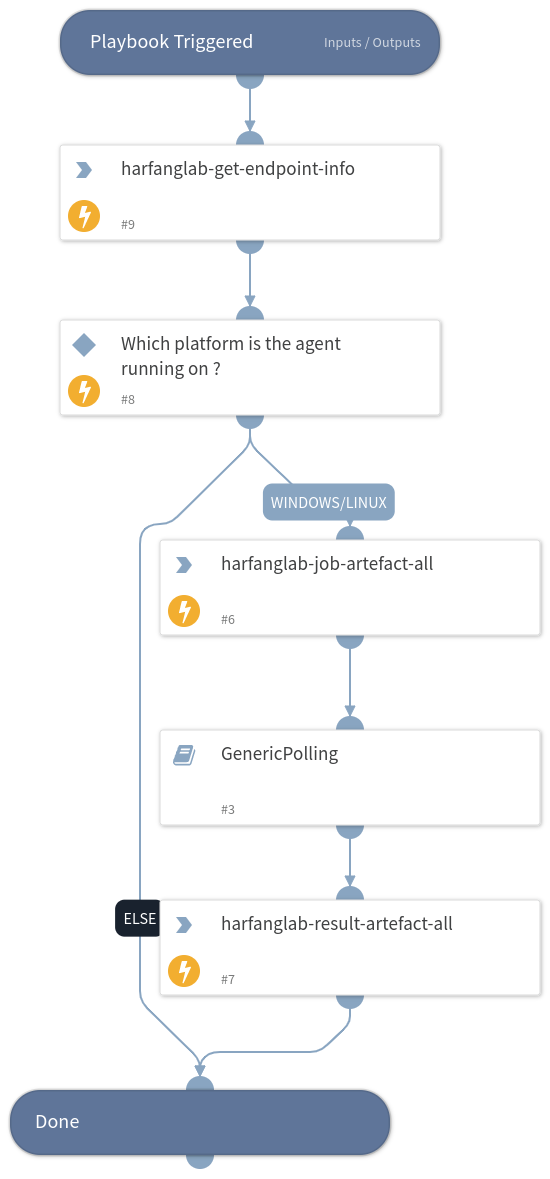 Playbook Triggered
Inputs / Outputs
harfanglab-get-endpoint-info
#9
Which platform is the agent
running on ?
#8
WINDOWS/LINUX
harfanglab-job-artefact-all
#6
GenericPolling
#3
ELSE
harfanglab-result-artefact-all
#7
Done